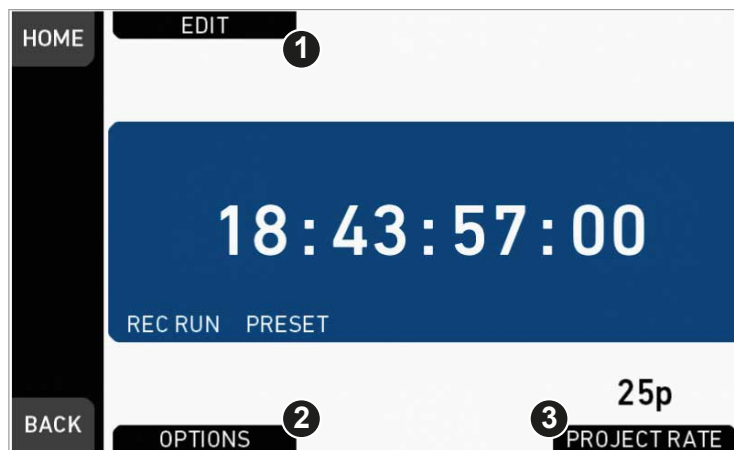 HOME
EDIT
1
18:43:57:00
REC RUN PRESET
25p
BACK
OPTIONS
2
3
PROJECT RATE